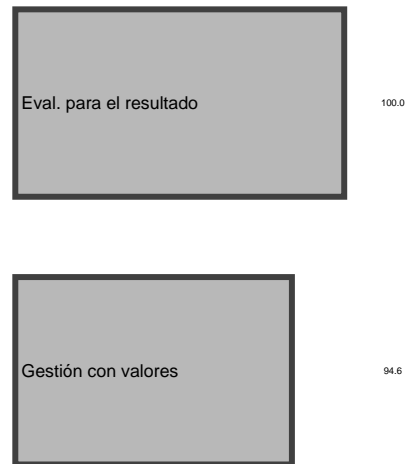 Eval. para el resultado 100.0
Gestión con valores 94.6